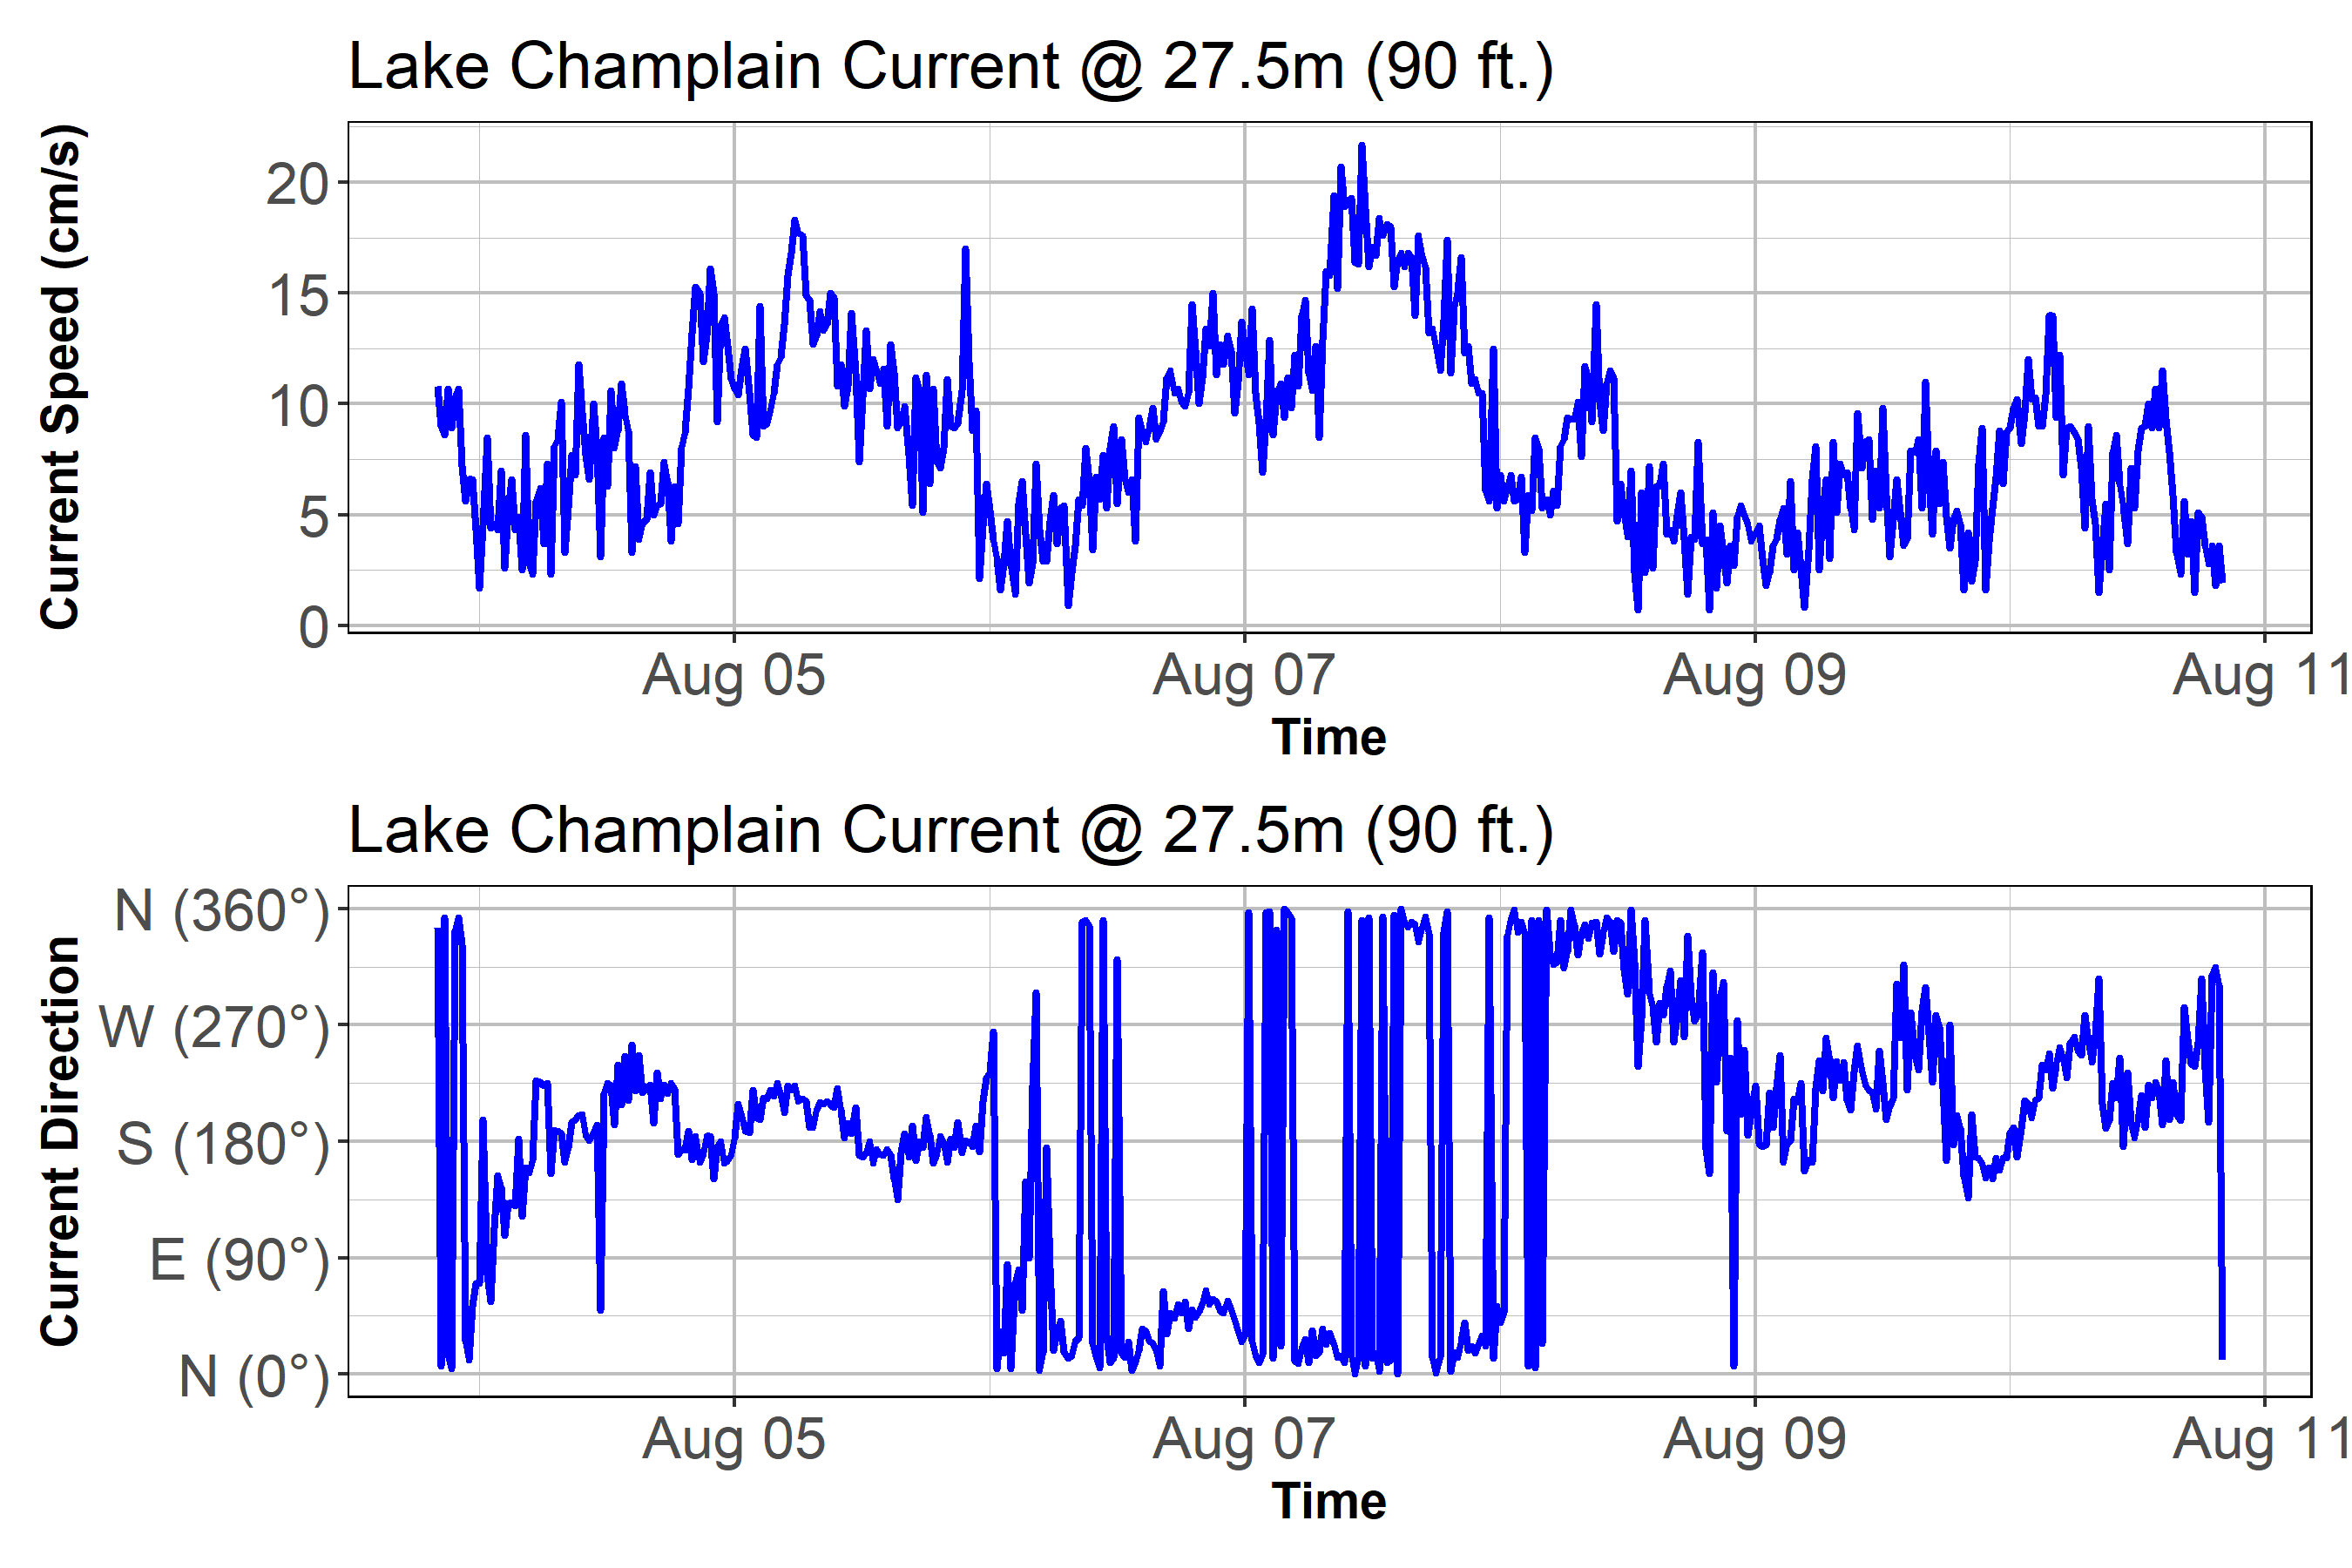 Lake Champlain Current @ 27.5m (90 ft.)
Current Speed (cm/s)
20
15
10
5
0
Aug 05 Aug 07 Aug 09 Aug 11
Time
Lake Champlain Current @ 27.5m (90 ft.)
Current Direction
N (360°)
W (270°)
S (180°)
E (90°)
N (0°)
Aug 05 Aug 07 Aug 09 Aug 11
Time